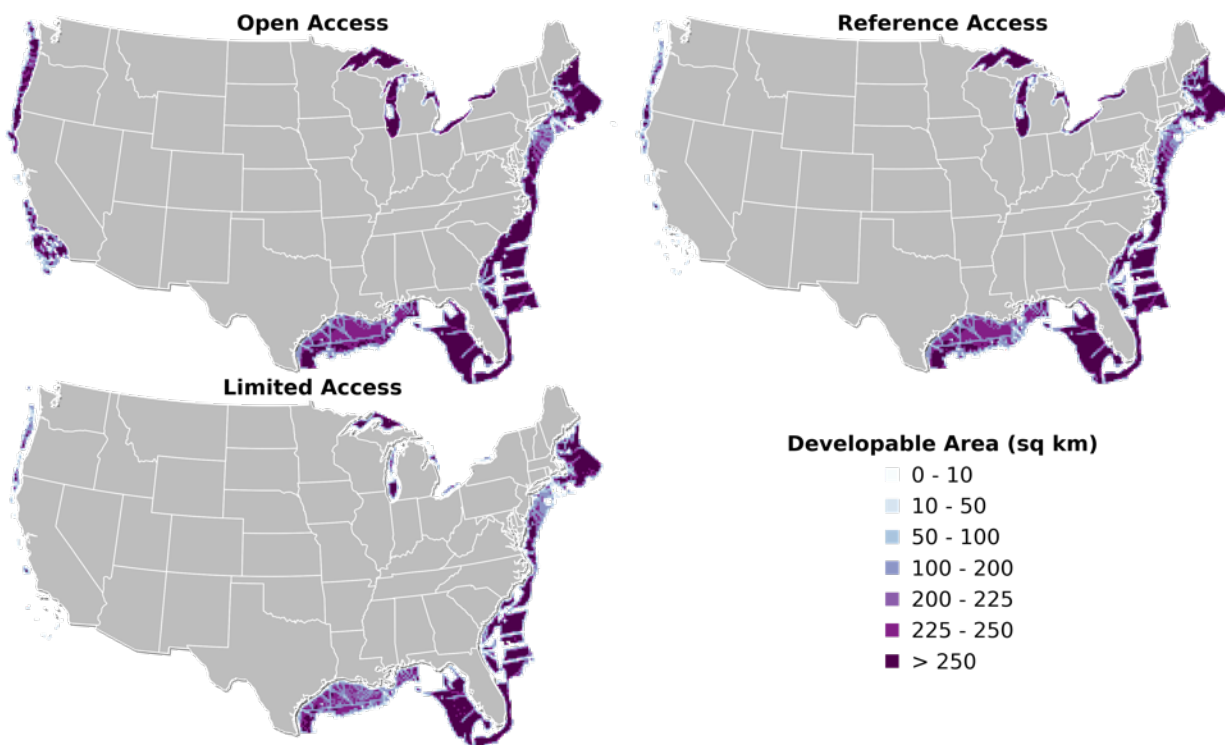 Open Access
Reference Access
Limited Access
Developable Area (sq km)
0 - 10
10 - 50
50 - 100
100 - 200
200 - 225
225 - 250
> 250